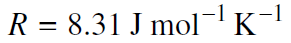 R = 8.31 J mol⁻¹ K⁻¹